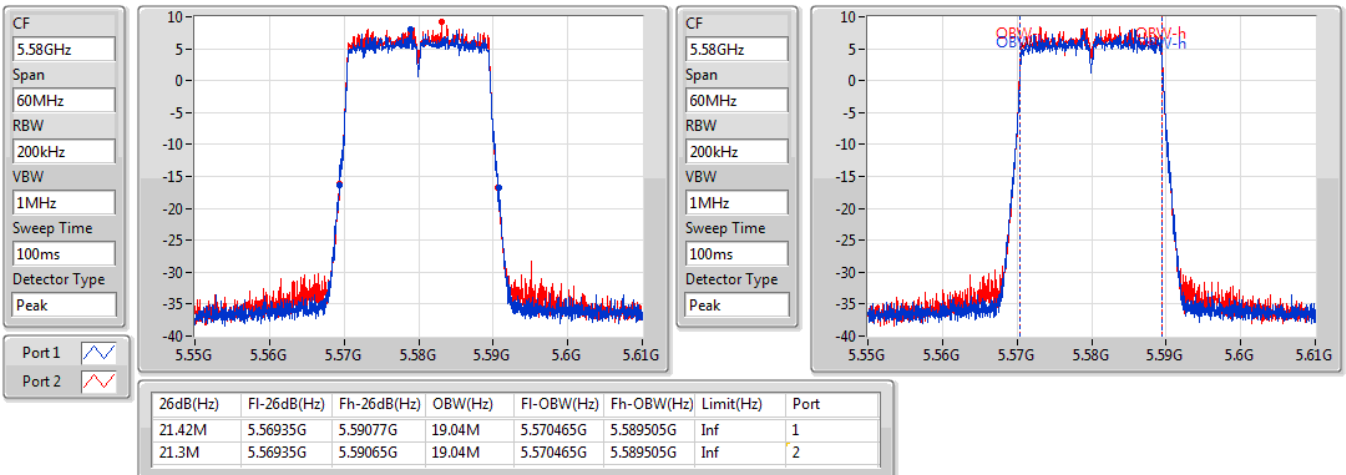 CF
5.58GHz
Span
60MHz
RBW
200kHz
VBW
1MHz
Sweep Time
100ms
Detector Type
Peak
Port 1
Port 2
10
5
0
-5
-10
-15
-20
-25
-30
-35
-40
5.55G 5.56G 5.57G 5.58G 5.59G 5.6G 5.61G
CF
5.58GHz
Span
60MHz
RBW
200kHz
VBW
1MHz
Sweep Time
100ms
Detector Type
Peak
10
5
0
-5
-10
-15
-20
-25
-30
-35
-40
OBW OBW-h
5.55G 5.56G 5.57G 5.58G 5.59G 5.6G 5.61G
26dB(Hz) Fl-26dB(Hz) Fh-26dB(Hz) OBW(Hz) Fl-OBW(Hz) Fh-OBW(Hz) Limit(Hz) Port
21.42M 5.56935G 5.59077G 19.04M 5.570465G 5.589505G Inf 1
21.3M 5.56935G 5.59065G 19.04M 5.570465G 5.589505G Inf 2